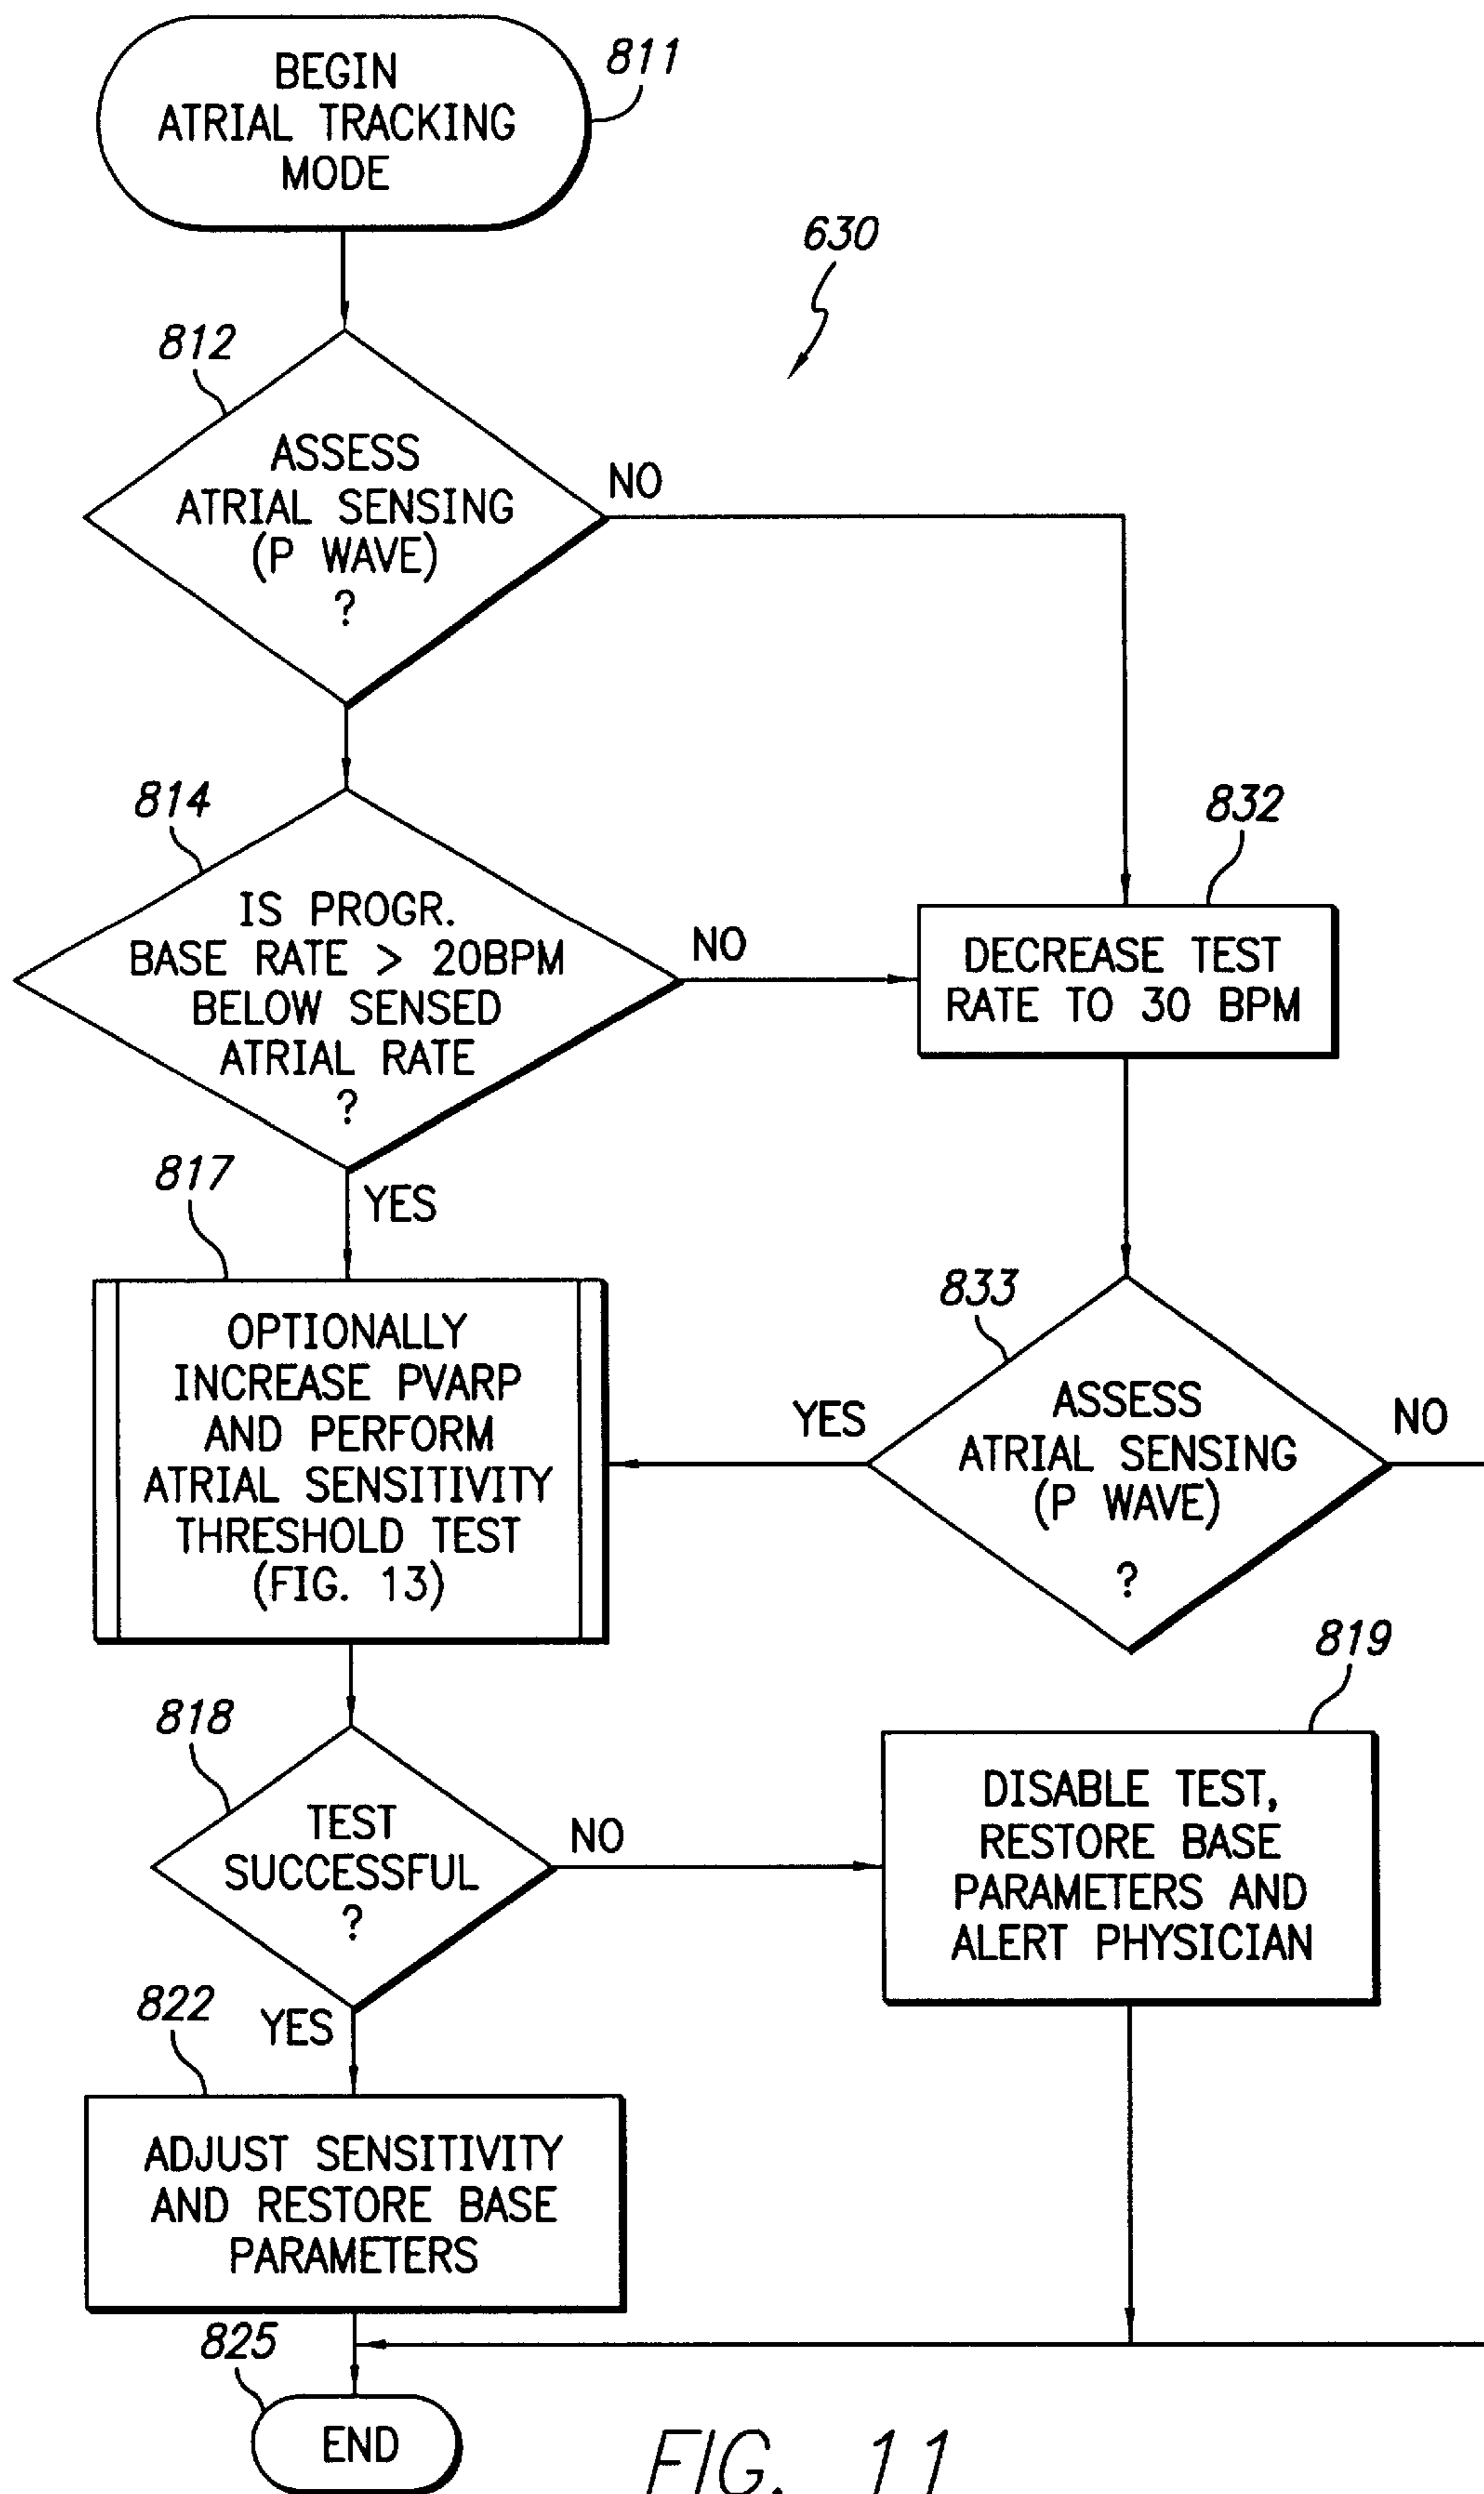 BEGIN
ATRIAL TRACKING
MODE
811
630
812
ASSESS
ATRIAL SENSING
(P WAVE)
?
NO
814
IS PROGR.
BASE RATE > 20BPM
BELOW SENSED
ATRIAL RATE
?
NO
YES
832
DECREASE TEST
RATE TO 30 BPM
817
OPTIONALLY
INCREASE PVARP
AND PERFORM
ATRIAL SENSITIVITY
THRESHOLD TEST
(FIG. 13)
833
YES
ASSESS
ATRIAL SENSING
(P WAVE)
?
NO
818
TEST
SUCCESSFUL
?
NO
YES
819
DISABLE TEST,
RESTORE BASE
PARAMETERS AND
ALERT PHYSICIAN
822
ADJUST SENSITIVITY
AND RESTORE BASE
PARAMETERS
825
END
FIG. 11